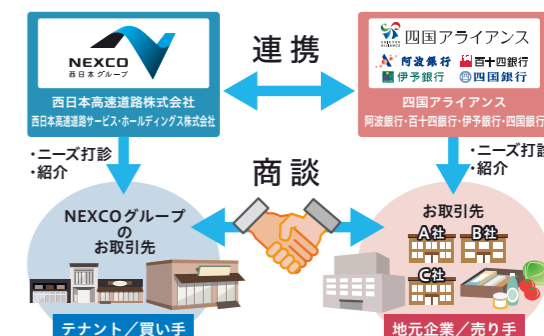 NEXCO
西日本グループ
西日本高速道路株式会社
西日本高速道路サービス・ホールディングス株式会社
連携
SHIKOKU ALLIANCE
四国アライアンス
阿波銀行
百十四銀行
伊予銀行
四国銀行
四国アライアンス
阿波銀行・百十四銀行・伊予銀行・四国銀行
・ニーズ打診
・紹介
商談
・ニーズ打診
・紹介
NEXCOグループ
の
お取引先
テナント／買い手
お取引先
A社
B社
C社
地元企業／売り手